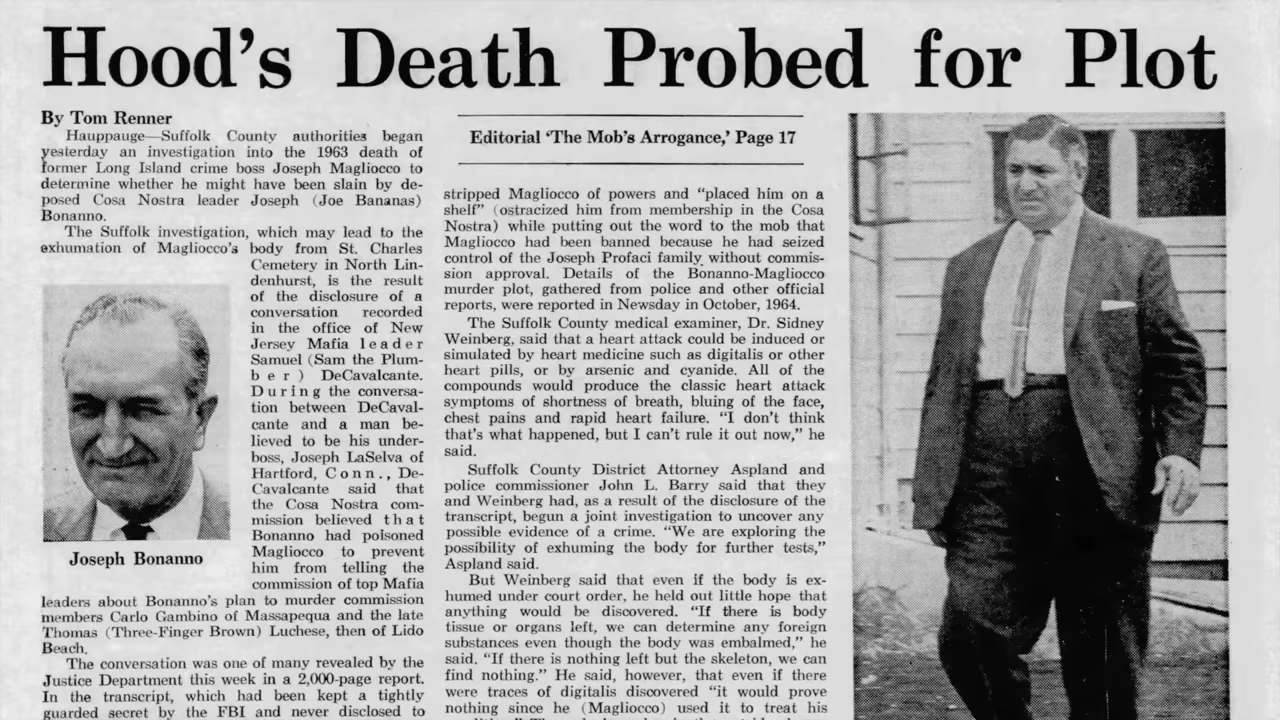 Hood's Death Probed for Plot
By Tom Renner
Hauppauge—Suffolk County authorities began
yesterday an investigation into the 1963 death of
former Long Island crime boss Joseph Magliocco to
determine whether he might have been slain by de-
posed Cosa Nostra leader Joseph (Joe Bananas)
Bonanno.
The Suffolk investigation, which may lead to the
exhumation of Magliocco's body from St. Charles
Cemetery in North Lin-
denhurst, is the result
of the disclosure of a
conversation recorded
in the office of New
Jersey Mafia leader
Samuel (Sam the Plum-
ber) DeCavalcante.
During the conversa-
tion between DeCaval-
cante and a man be-
lieved to be his under-
boss, Joseph LaSelva of
Hartford, Conn., De-
Cavalcante said that
the Cosa Nostra com-
mission believed that
Bonanno had poisoned
Magliocco to prevent
him from telling the
commission of top Mafia
Joseph Bonanno
leaders about Bonanno's plan to murder commission
members Carlo Gambino of Massapequa and the late
Thomas (Three-Finger Brown) Luchese, then of Lido
Beach.
The conversation was one of many revealed by the
Justice Department this week in a 2,000-page report.
In the transcript, which had been kept a tightly
guarded secret by the FBI and never disclosed to
Editorial 'The Mob's Arrogance,' Page 17
stripped Magliocco of powers and "placed him on a
shelf" (ostracized him from membership in the Cosa
Nostra) while putting out the word to the mob that
Magliocco had been banned because he had seized
control of the Joseph Profaci family without commis-
sion approval. Details of the Bonanno-Magliocco
murder plot, gathered from police and other official
reports, were reported in Newsday in October, 1964.
The Suffolk County medical examiner, Dr. Sidney
Weinberg, said that a heart attack could be induced or
simulated by heart medicine such as digitalis or other
heart pills, or by arsenic and cyanide. All of the
compounds would produce the classic heart attack
symptoms of shortness of breath, bluing of the face,
chest pains and rapid heart failure. "I don't think
that's what happened, but I can't rule it out now," he
said.
Suffolk County District Attorney Aspland and
police commissioner John L. Barry said that they
and Weinberg had, as a result of the disclosure of the
transcript, begun a joint investigation to uncover any
possible evidence of a crime. "We are exploring the
possibility of exhuming the body for further tests,"
Aspland said.
But Weinberg said that even if the body is ex-
humed under court order, he held out little hope that
anything would be discovered. "If there is body
tissue or organs left, we can determine any foreign
substances even though the body was embalmed," he
said. "If there is nothing left but the skeleton, we can
find nothing." He said, however, that even if there
were traces of digitalis discovered "it would prove
nothing since he (Magliocco) used it to treat his